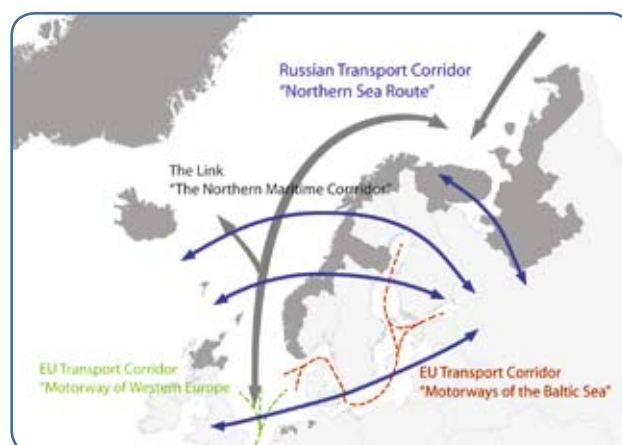 Russian Transport Corridor
“Northern Sea Route”
The Link
“The Northern Maritime Corrridor”
EU Transport Corridor
“Motorway of Western Europe
EU Transport Corridor
“Motorways of the Baltic Sea”